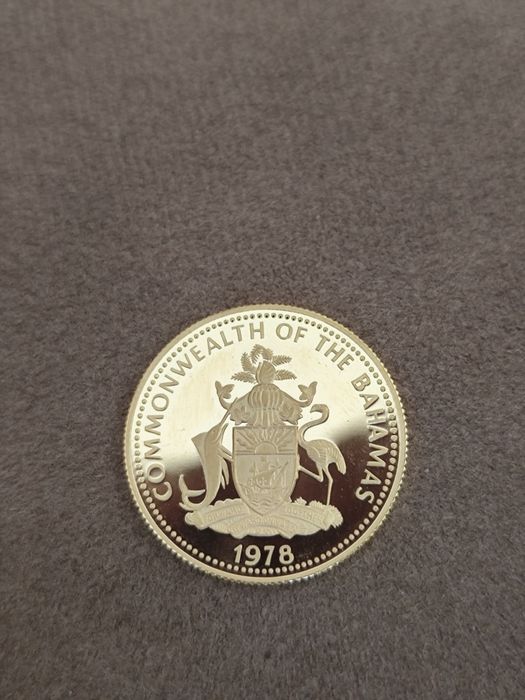 COMMONWEALTH OF THE BAHAMAS
1978